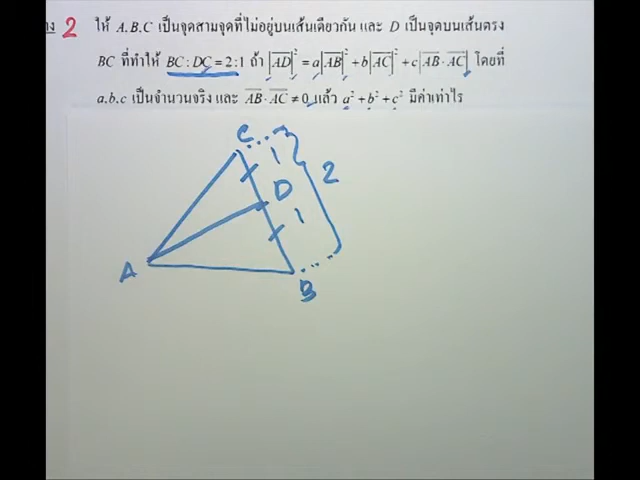 2 ให้ A,B,C เป็นจุดสามจุดที่ไม่อยู่บนเส้นเดียวกัน และ D เป็นจุดบนเส้นตรง
BC ที่ทำให้ BC:DC = 2:1 ถ้า |AD|² = a|AB|² + b|AC|² + c|AB·AC| โดยที่
a,b,c เป็นจำนวนจริง และ AB·AC ≠ 0 แล้ว a² + b² + c² มีค่าเท่าไร
C
1
2
D
1
A
B